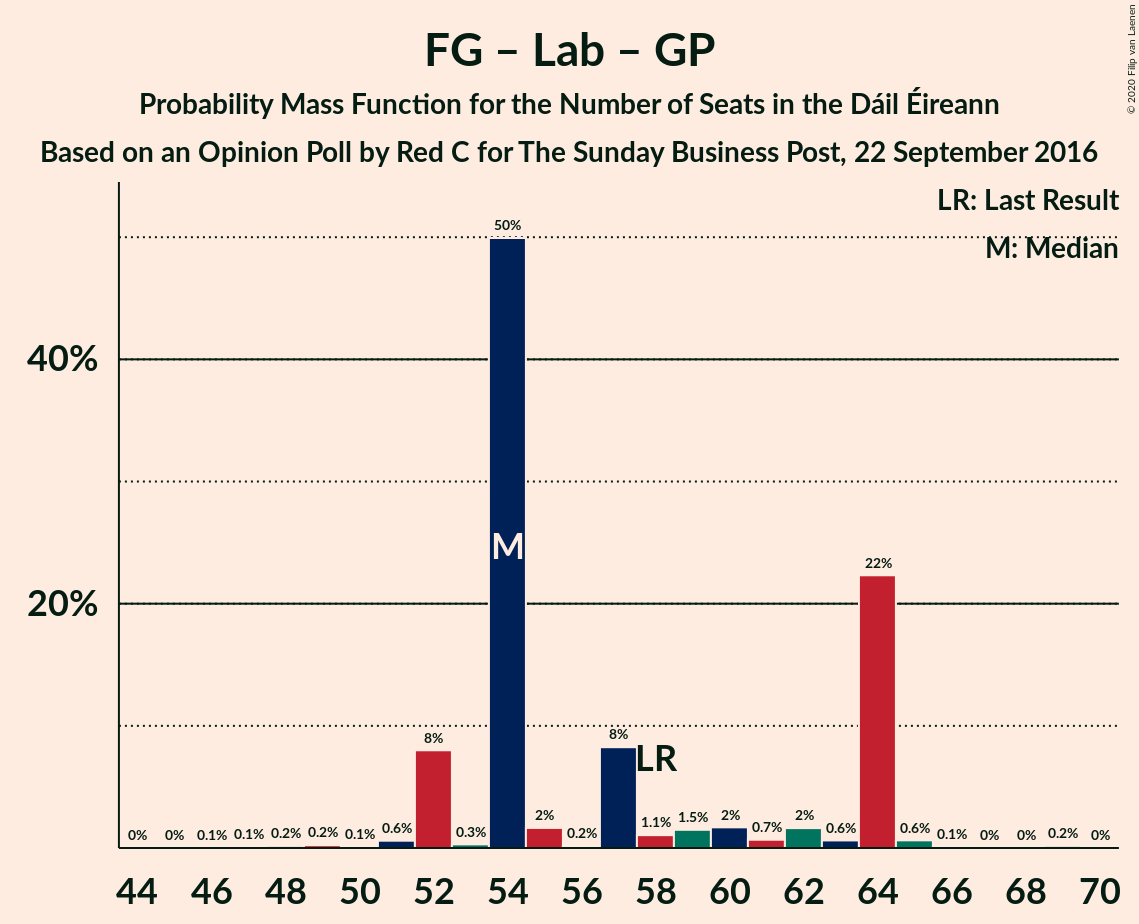 FG – Lab – GP
Probability Mass Function for the Number of Seats in the Dáil Éireann
Based on an Opinion Poll by Red C for The Sunday Business Post, 22 September 2016
© 2020 Filip van Laenen
LR: Last Result
M: Median
50%
40%
M
22%
20%
8%
8%
LR
0% 0% 0.1% 0.1% 0.2% 0.2% 0.1% 0.6% 0.3% 2% 0.2% 1.1% 1.5% 2% 0.7% 2% 0.6% 0.6% 0.1% 0% 0% 0.2% 0%
44 46 48 50 52 54 56 58 60 62 64 66 68 70